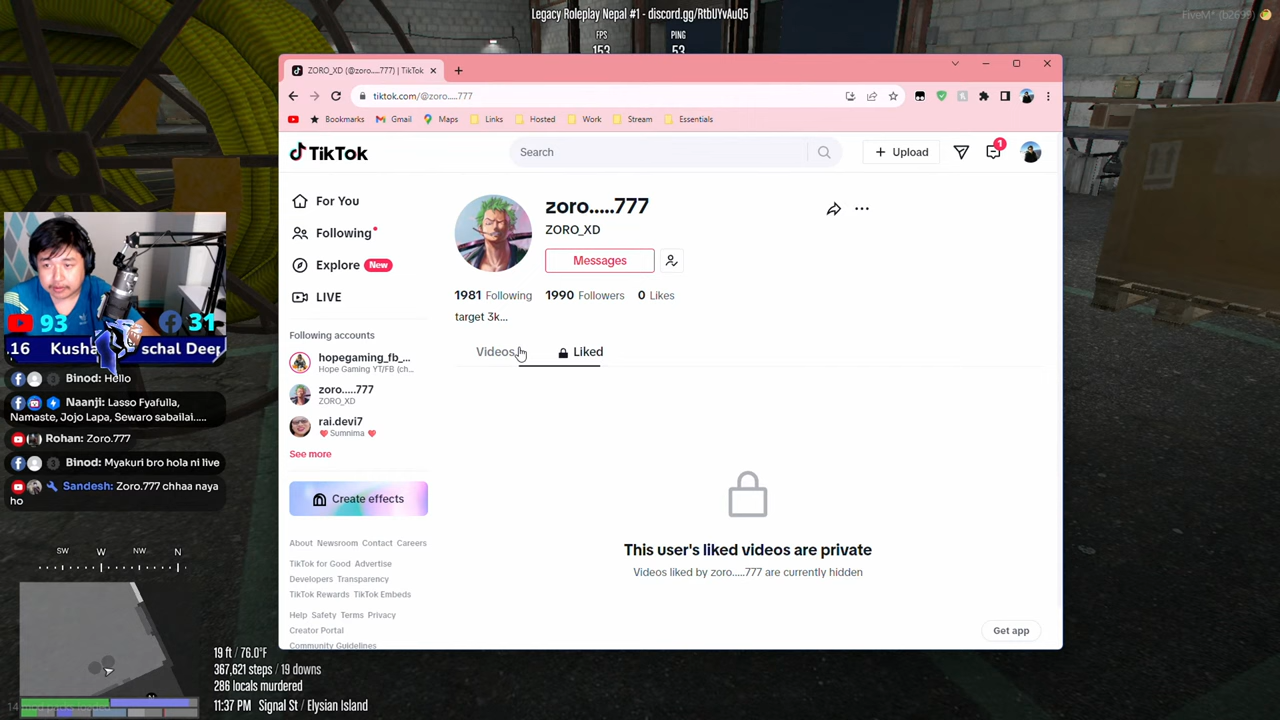 Legacy Roleplay Nepal #1 - discord.gg/RtbUYvAuQ5
FiveM* (b2699)
FPS
153
PING
53
ZORO_XD (@zoro.....777) | TikTok
tiktok.com/@zoro.....777
Bookmarks
Gmail
Maps
Links
Hosted
Work
Stream
Essentials
TikTok
Search
Upload
1
For You
Following
Explore New
LIVE
Following accounts
hopegaming_fb_...
Hope Gaming YT/FB (ch...
zoro.....777
ZORO_XD
rai.devi7
Sumnima
See more
Create effects
About Newsroom Contact Careers
TikTok for Good Advertise
Developers Transparency
TikTok Rewards TikTok Embeds
Help Safety Terms Privacy
Creator Portal
Community Guidelines
zoro.....777
ZORO_XD
Messages
1981 Following 1990 Followers 0 Likes
target 3k...
Videos
Liked
This user's liked videos are private
Videos liked by zoro.....777 are currently hidden
Get app
93
31
.16 Kusha schal Deep
Binod: Hello
Naanji: Lasso Fyafulla,
Namaste, Jojo Lapa, Sewaro sabailai.....
Rohan: Zoro.777
Binod: Myakuri bro hola ni live
Sandesh: Zoro.777 chhaa naya
ho
SW W NW N
N
19 ft / 76.0°F
367,621 steps / 19 downs
286 locals murdered
11:37 PM Signal St / Elysian Island